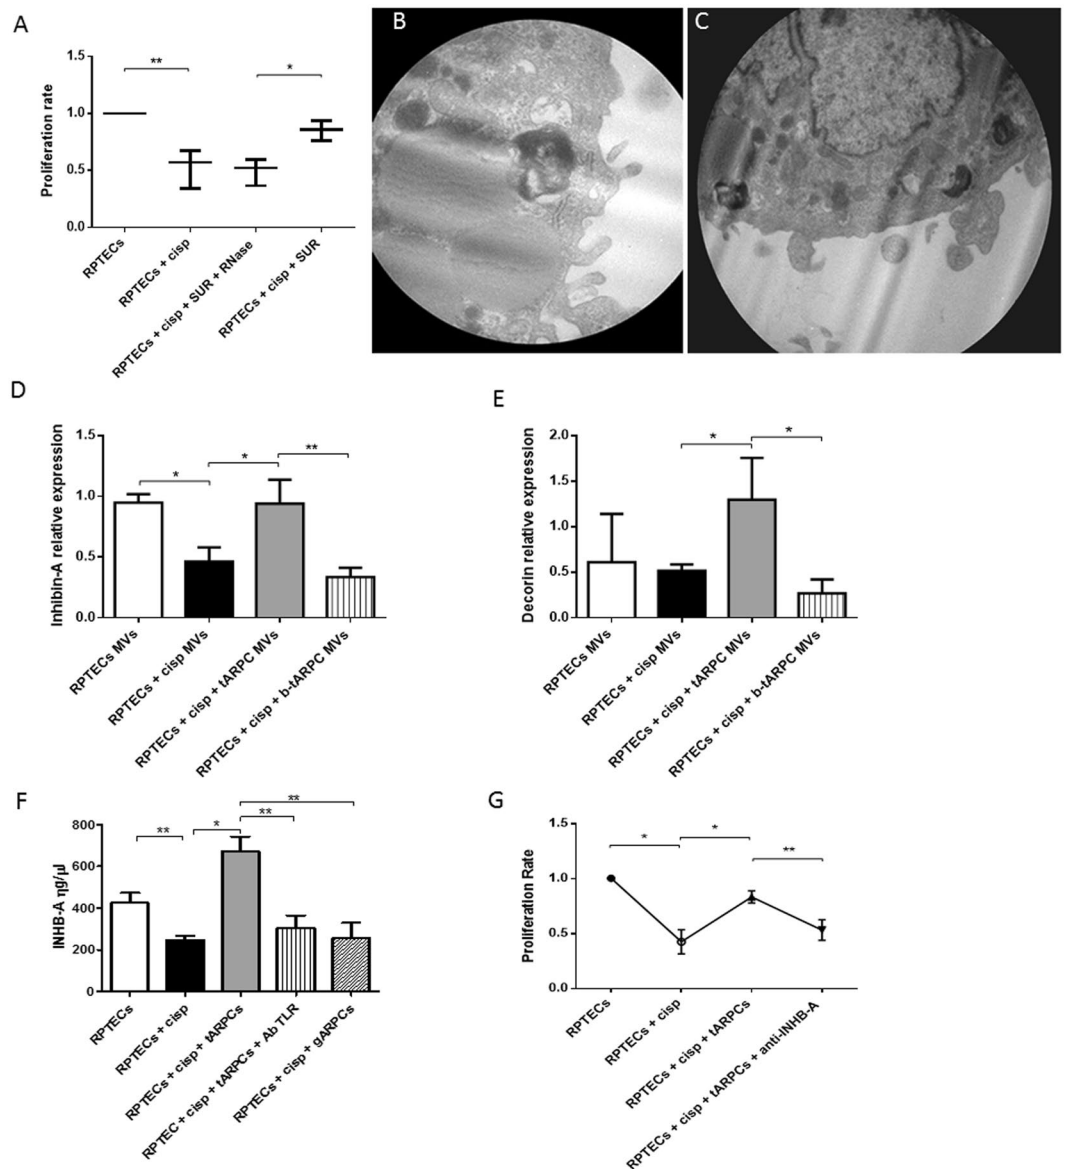 A
B
C
Proliferation rate
1.5
1.0
0.5
0.0
**
*
RPTECs
RPTECs + cisp
RPTECs + cisp + SUR + RNase
RPTECs + cisp + SUR
D
Inhibin-A relative expression
1.5
1.0
0.5
0.0
*
*
**
RPTECs MVs
RPTECs + cisp MVs
RPTECs + cisp + tARPC MVs
RPTECs + cisp + b-tARPC MVs
E
Decorin relative expression
2.0
1.5
1.0
0.5
0.0
*
*
RPTECs MVs
RPTECs + cisp MVs
RPTECs + cisp + tARPC MVs
RPTECs + cisp + b-tARPC MVs
F
INHB-A ηg/µl
800
600
400
200
0
**
*
**
**
RPTECs
RPTECs + cisp
RPTECs + cisp + tARPCs
RPTEC + cisp + tARPCs + Ab TLR
RPTECs + cisp + gARPCs
G
Proliferation Rate
1.5
1.0
0.5
0.0
*
*
**
RPTECs
RPTECs + cisp
RPTECs + cisp + tARPCs
RPTECs + cisp + tARPCs + anti-INHB-A